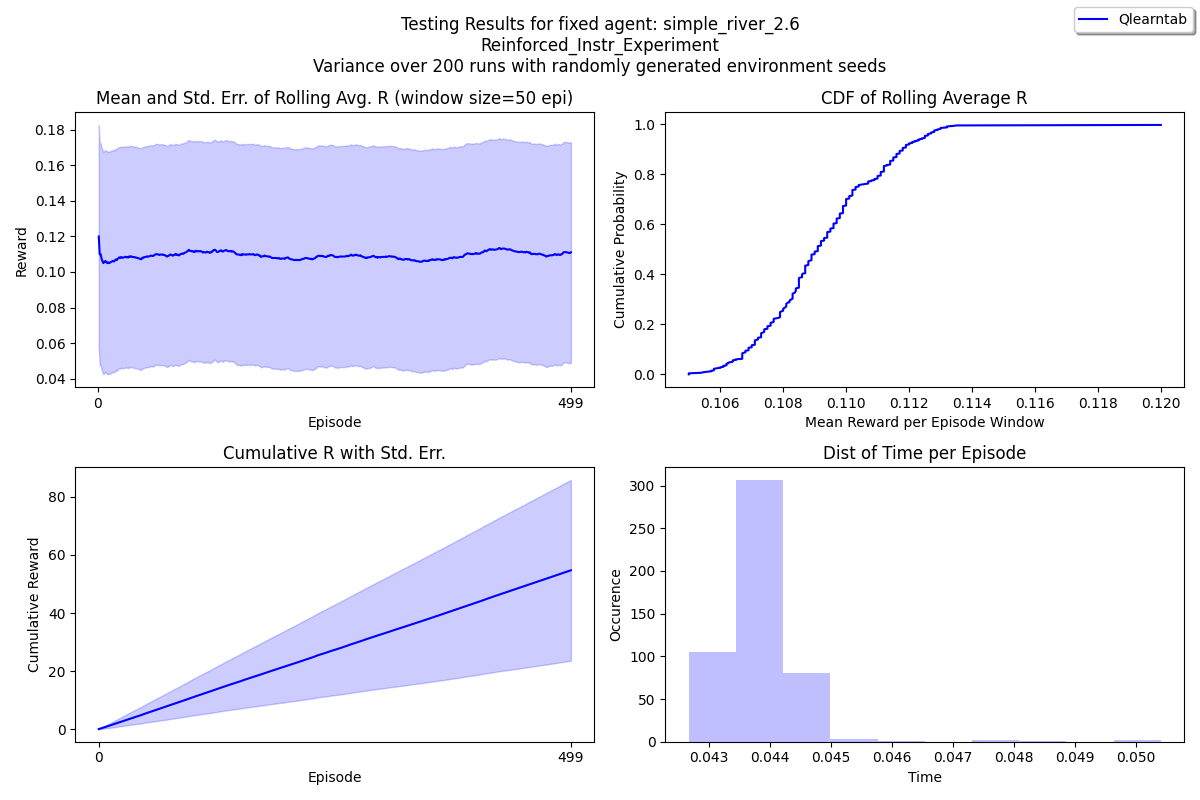 Testing Results for fixed agent: simple_river_2.6
Reinforced_Instr_Experiment
Variance over 200 runs with randomly generated environment seeds
Qlearntab
Mean and Std. Err. of Rolling Avg. R (window size=50 epi)
Reward
0.18
0.16
0.14
0.12
0.10
0.08
0.06
0.04
0
499
Episode
CDF of Rolling Average R
Cumulative Probability
1.0
0.8
0.6
0.4
0.2
0.0
0.106
0.108
0.110
0.112
0.114
0.116
0.118
0.120
Mean Reward per Episode Window
Cumulative R with Std. Err.
Cumulative Reward
80
60
40
20
0
0
499
Episode
Dist of Time per Episode
Occurence
300
250
200
150
100
50
0
0.043
0.044
0.045
0.046
0.047
0.048
0.049
0.050
Time